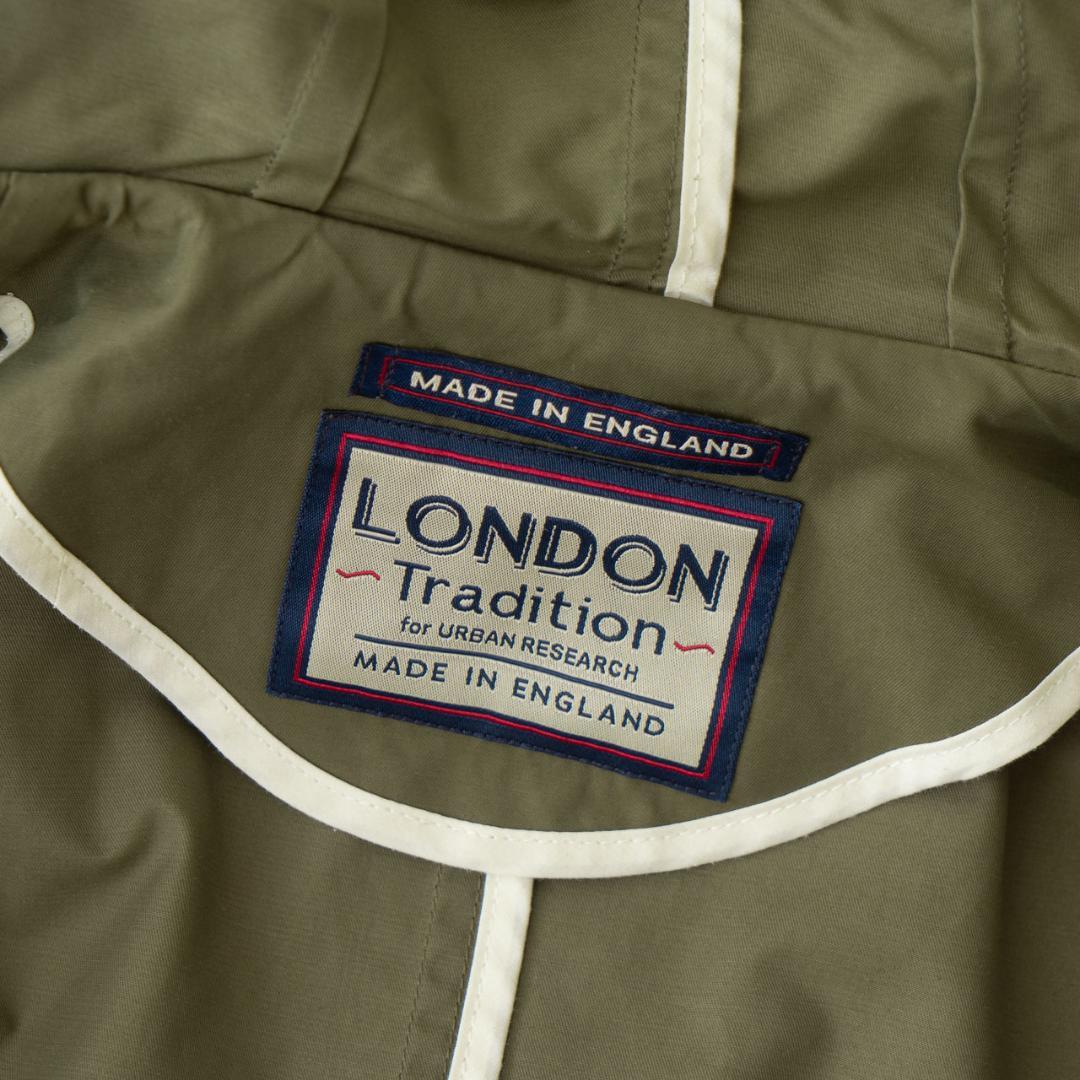 MADE IN ENGLAND
LONDON
Tradition
for URBAN RESEARCH
MADE IN ENGLAND